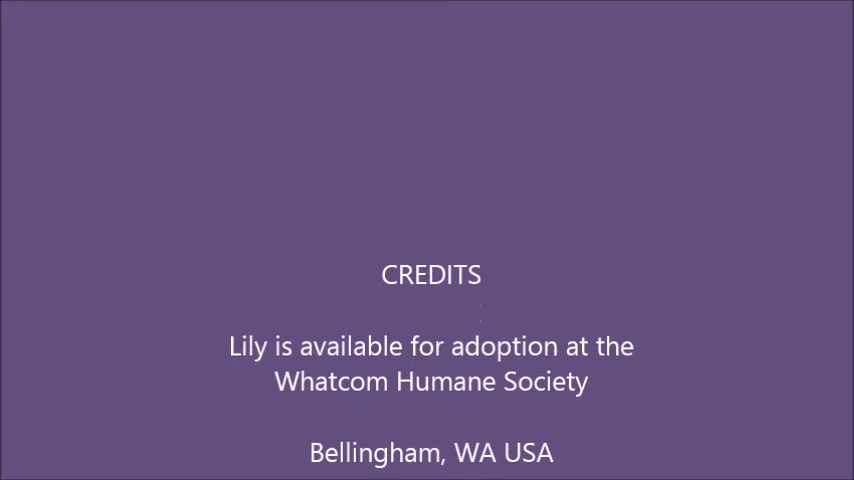 CREDITS
Lily is available for adoption at the
Whatcom Humane Society
Bellingham, WA USA